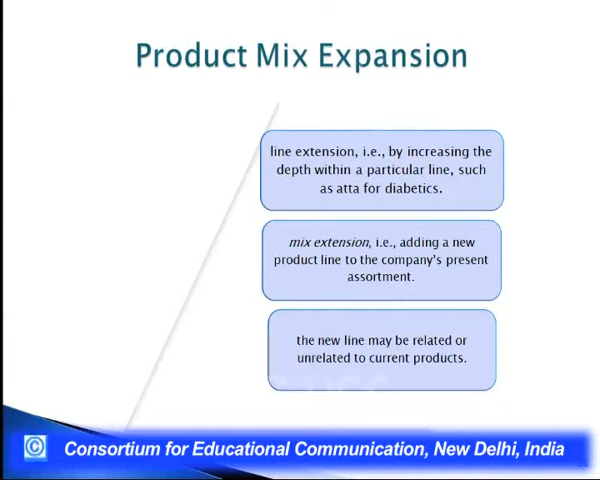 Product Mix Expansion
line extension, i.e., by increasing the
depth within a particular line, such
as atta for diabetics.
mix extension, i.e., adding a new
product line to the company's present
assortment.
the new line may be related or
unrelated to current products.
© Consortium for Educational Communication, New Delhi, India